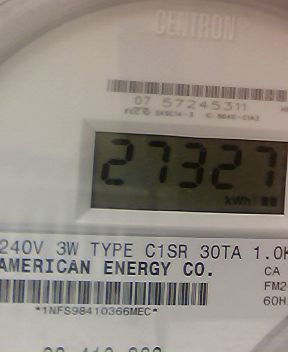 CENTRON®
07 57245311
27327
kWh
240V 3W TYPE C1SR 30TA 1.0K
AMERICAN ENERGY CO.
CA
FM2
60H
*1NFS98410366MEC*